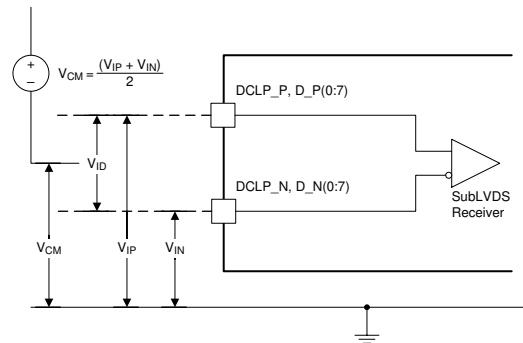 +
−
V_CM = (V_IP + V_IN) / 2
DCLP_P, D_P(0:7)
V_ID
DCLP_N, D_N(0:7)
SubLVDS
Receiver
V_CM
V_IP
V_IN